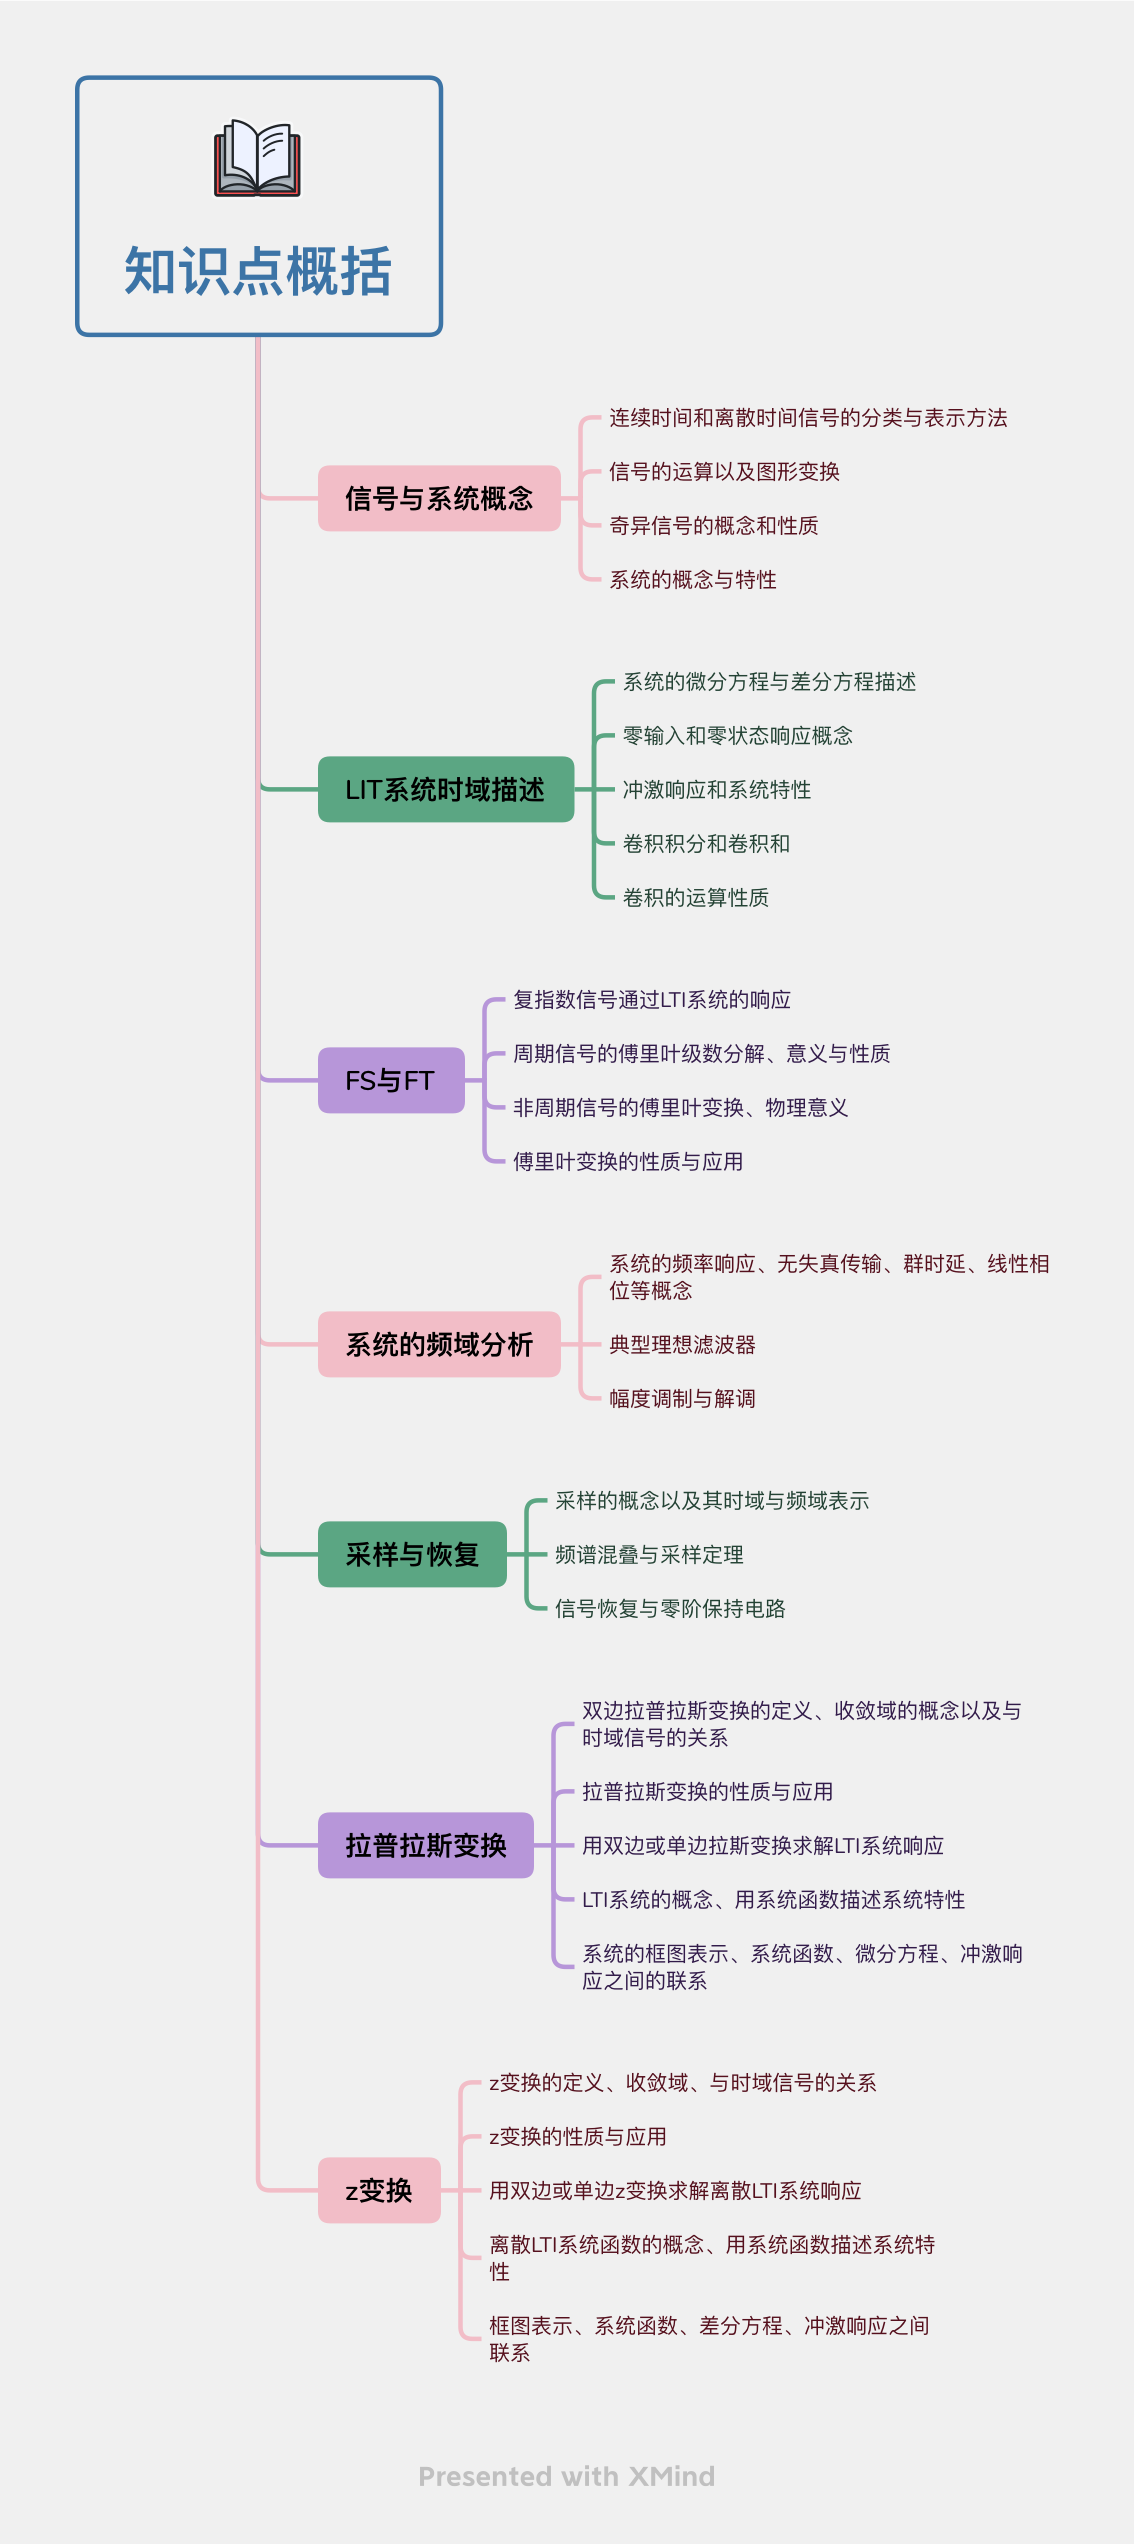 知识点概括
信号与系统概念
连续时间和离散时间信号的分类与表示方法
信号的运算以及图形变换
奇异信号的概念和性质
系统的概念与特性
LIT系统时域描述
系统的微分方程与差分方程描述
零输入和零状态响应概念
冲激响应和系统特性
卷积积分和卷积和
卷积的运算性质
FS与FT
复指数信号通过LTI系统的响应
周期信号的傅里叶级数分解、意义与性质
非周期信号的傅里叶变换、物理意义
傅里叶变换的性质与应用
系统的频域分析
系统的频率响应、无失真传输、群时延、线性相
位等概念
典型理想滤波器
幅度调制与解调
采样与恢复
采样的概念以及其时域与频域表示
频谱混叠与采样定理
信号恢复与零阶保持电路
拉普拉斯变换
双边拉普拉斯变换的定义、收敛域的概念以及与
时域信号的关系
拉普拉斯变换的性质与应用
用双边或单边拉斯变换求解LTI系统响应
LTI系统的概念、用系统函数描述系统特性
系统的框图表示、系统函数、微分方程、冲激响
应之间的联系
z变换
z变换的定义、收敛域、与时域信号的关系
z变换的性质与应用
用双边或单边z变换求解离散LTI系统响应
离散LTI系统函数的概念、用系统函数描述系统特
性
框图表示、系统函数、差分方程、冲激响应之间
联系
Presented with XMind